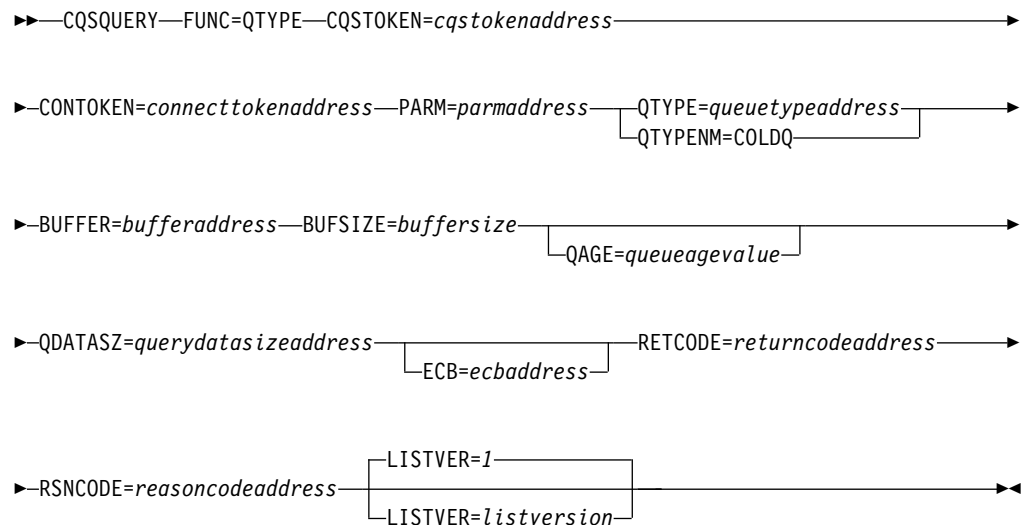 CQSQUERY FUNC=QTYPE CQSTOKEN=cqstokenaddress
CONTOKEN=connecttokenaddress PARM=parmaddress QTYPE=queuetypeaddress
QTYPENM=COLDQ
BUFFER=bufferaddress BUFSIZE=buffersize
QAGE=queueagevalue
QDATASZ=querydatasizeaddress RETCODE=returncodeaddress
ECB=ecbaddress
LISTVER=1
RSNCODE=reasoncodeaddress
LISTVER=listversion